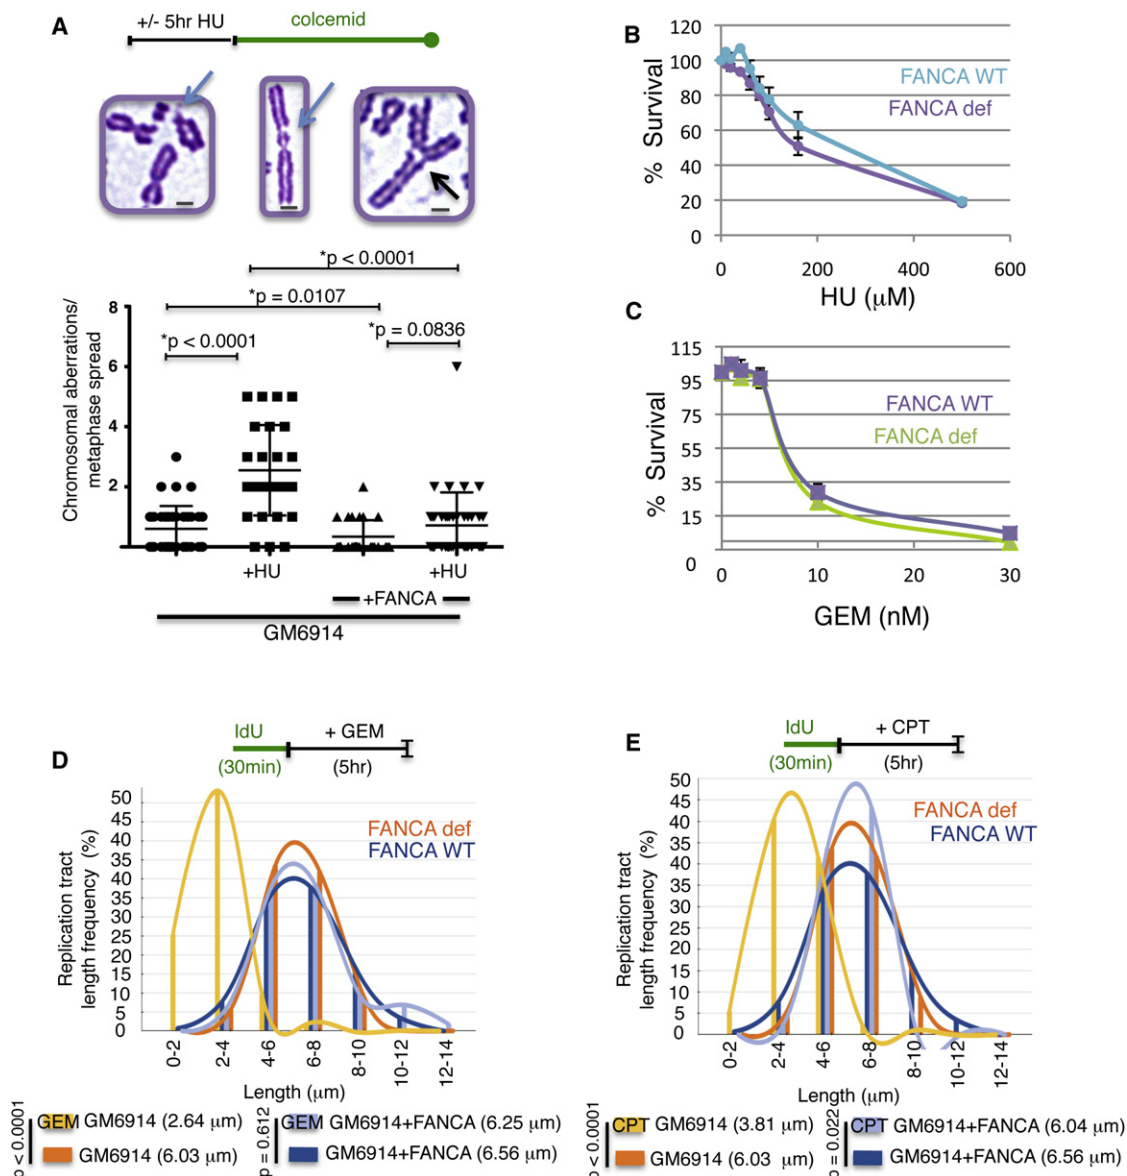 A
+/- 5hr HU
colcemid
*p < 0.0001
*p = 0.0107
*p < 0.0001
*p = 0.0836
Chromosomal aberrations/
metaphase spread
8
6
4
2
+HU
+HU
+FANCA
GM6914
B
120
100
80
60
40
20
0
% Survival
FANCA WT
FANCA def
0
200
400
600
HU (μM)
C
115
95
75
55
35
15
0
% Survival
FANCA WT
FANCA def
0
10
20
30
GEM (nM)
D
IdU
+ GEM
(30min)
(5hr)
FANCA def
FANCA WT
Replication tract
length frequency (%)
50
45
40
35
30
25
20
15
10
5
0
0-2
2-4
4-6
6-8
8-10
10-12
12-14
Length (μm)
p < 0.0001
GEM GM6914 (2.64 μm)
GM6914 (6.03 μm)
p = 0.612
GEM GM6914+FANCA (6.25 μm)
GM6914+FANCA (6.56 μm)
E
IdU
+ CPT
(30min)
(5hr)
FANCA def
FANCA WT
Replication tract
length frequency (%)
50
45
40
35
30
25
20
15
10
5
0
0-2
2-4
4-6
6-8
8-10
10-12
12-14
Length (μm)
p < 0.0001
CPT GM6914 (3.81 μm)
GM6914 (6.03 μm)
p = 0.022
CPT GM6914+FANCA (6.04 μm)
GM6914+FANCA (6.56 μm)